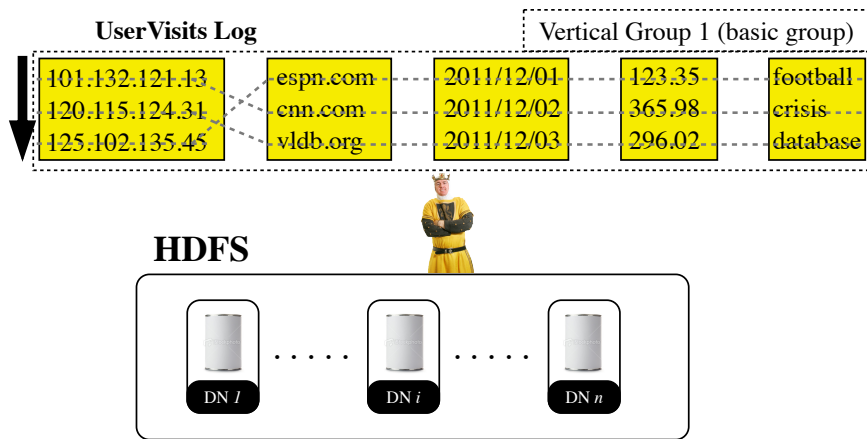 UserVisits Log
Vertical Group 1 (basic group)
101.132.121.13 espn.com 2011/12/01 123.35 football
120.115.124.31 cnn.com 2011/12/02 365.98 crisis
125.102.135.45 vldb.org 2011/12/03 296.02 database
HDFS
. . . . . . . . . .
DN 1 DN i DN n